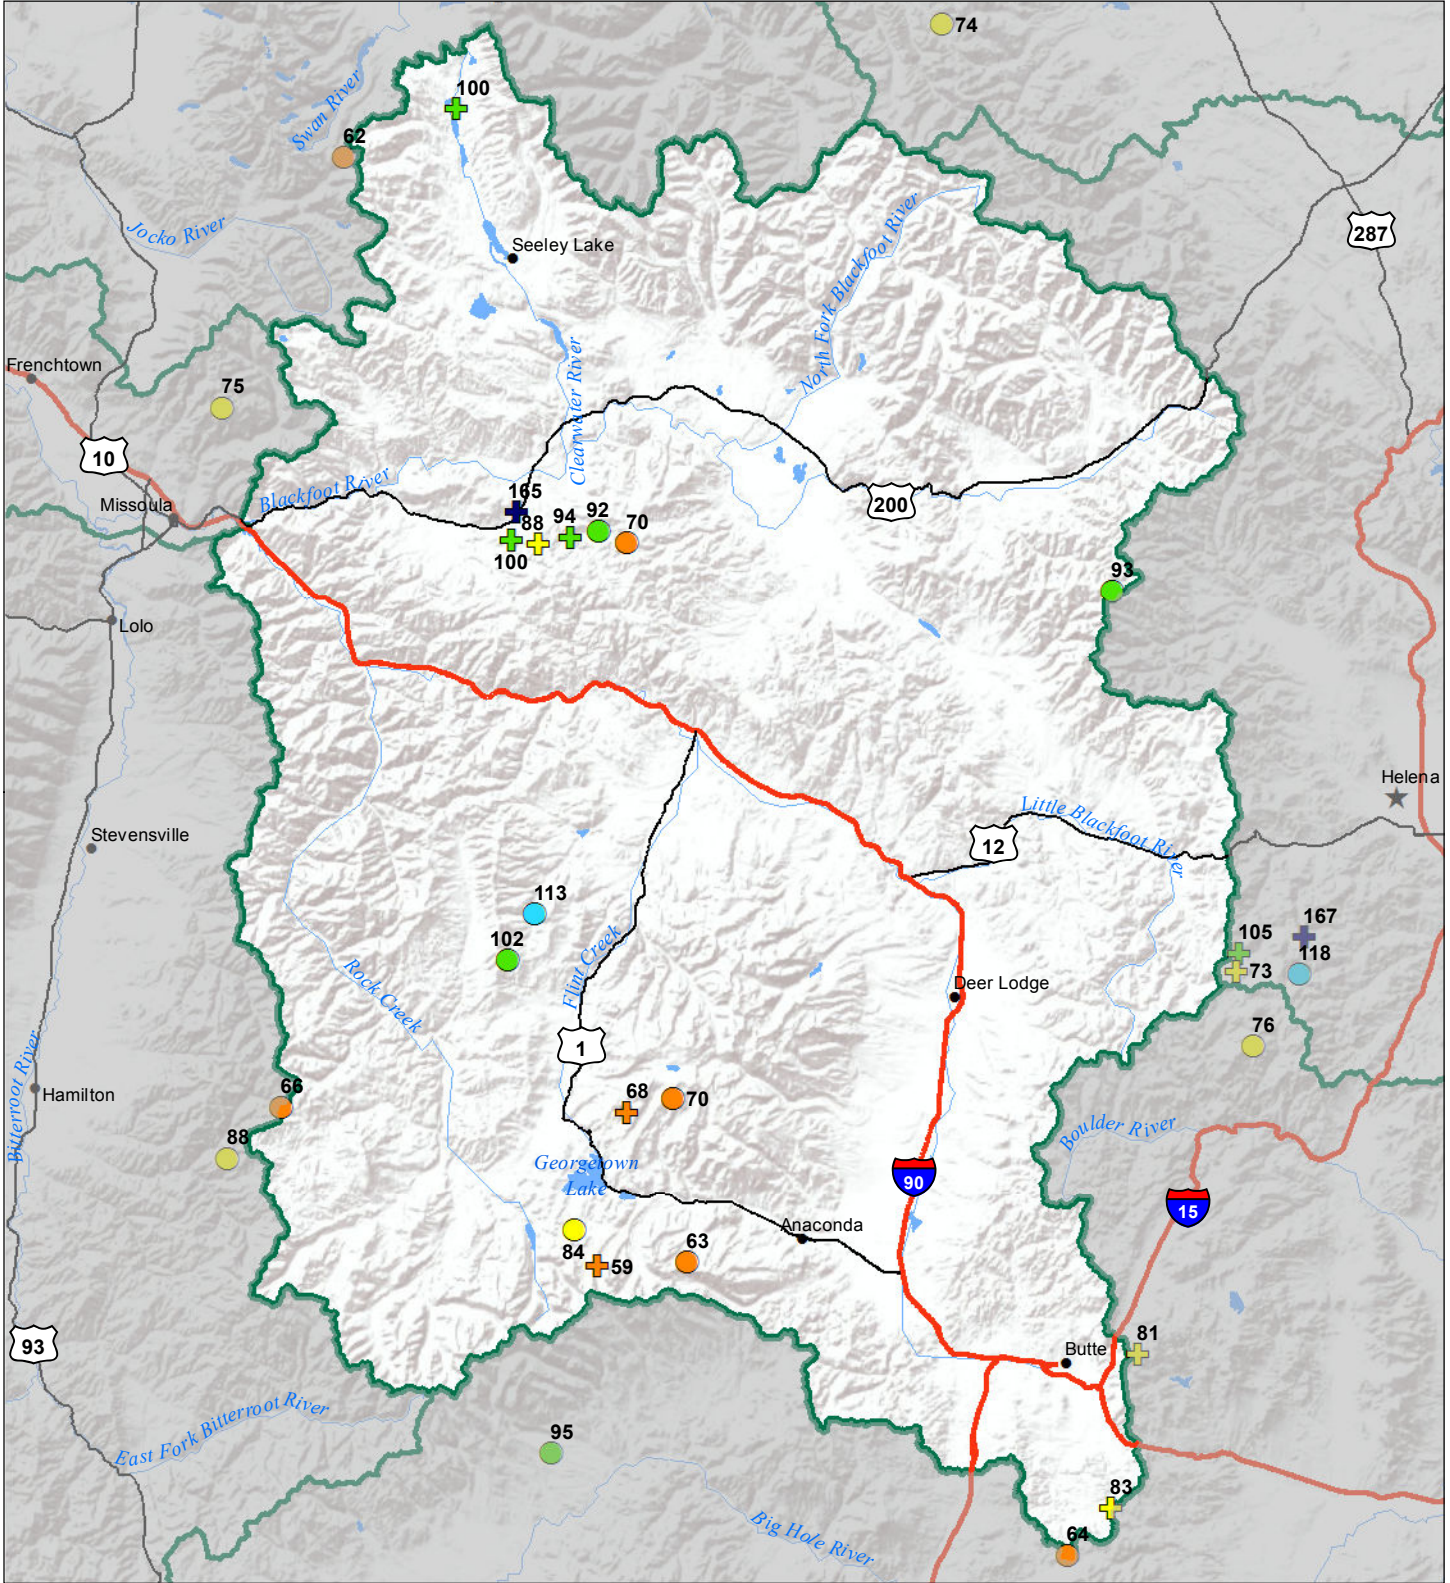 74
100
Swan River
62
Jocko River
Seeley Lake
North Fork Blackfoot River
287
Frenchtown
75
Clearwater River
10
Blackfoot River
Missoula
165
200
88
94
92
70
100
93
Lolo
Helena
Little Blackfoot River
Stevensville
12
113
102
Flint Creek
105
167
118
73
Rock Creek
Deer Lodge
76
1
Bitterroot River
66
Hamilton
68
70
88
Boulder River
Georgetown
Lake
90
15
Anaconda
84
59
63
93
81
Butte
East Fork Bitterroot River
95
83
Big Hole River
64